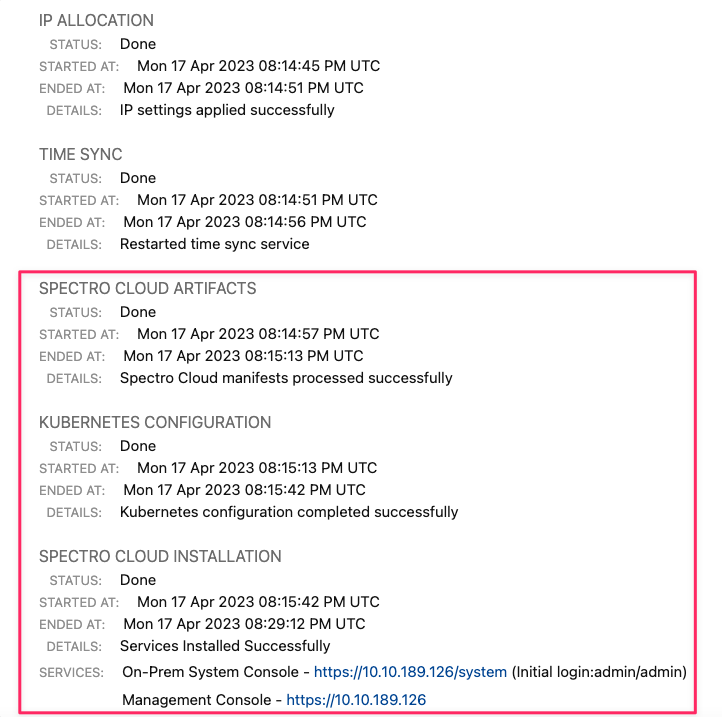 IP ALLOCATION
STATUS: Done
STARTED AT: Mon 17 Apr 2023 08:14:45 PM UTC
ENDED AT: Mon 17 Apr 2023 08:14:51 PM UTC
DETAILS: IP settings applied successfully
TIME SYNC
STATUS: Done
STARTED AT: Mon 17 Apr 2023 08:14:51 PM UTC
ENDED AT: Mon 17 Apr 2023 08:14:56 PM UTC
DETAILS: Restarted time sync service
SPECTRO CLOUD ARTIFACTS
STATUS: Done
STARTED AT: Mon 17 Apr 2023 08:14:57 PM UTC
ENDED AT: Mon 17 Apr 2023 08:15:13 PM UTC
DETAILS: Spectro Cloud manifests processed successfully
KUBERNETES CONFIGURATION
STATUS: Done
STARTED AT: Mon 17 Apr 2023 08:15:13 PM UTC
ENDED AT: Mon 17 Apr 2023 08:15:42 PM UTC
DETAILS: Kubernetes configuration completed successfully
SPECTRO CLOUD INSTALLATION
STATUS: Done
STARTED AT: Mon 17 Apr 2023 08:15:42 PM UTC
ENDED AT: Mon 17 Apr 2023 08:29:12 PM UTC
DETAILS: Services Installed Successfully
SERVICES: On-Prem System Console - https://10.10.189.126/system (Initial login:admin/admin)
Management Console - https://10.10.189.126